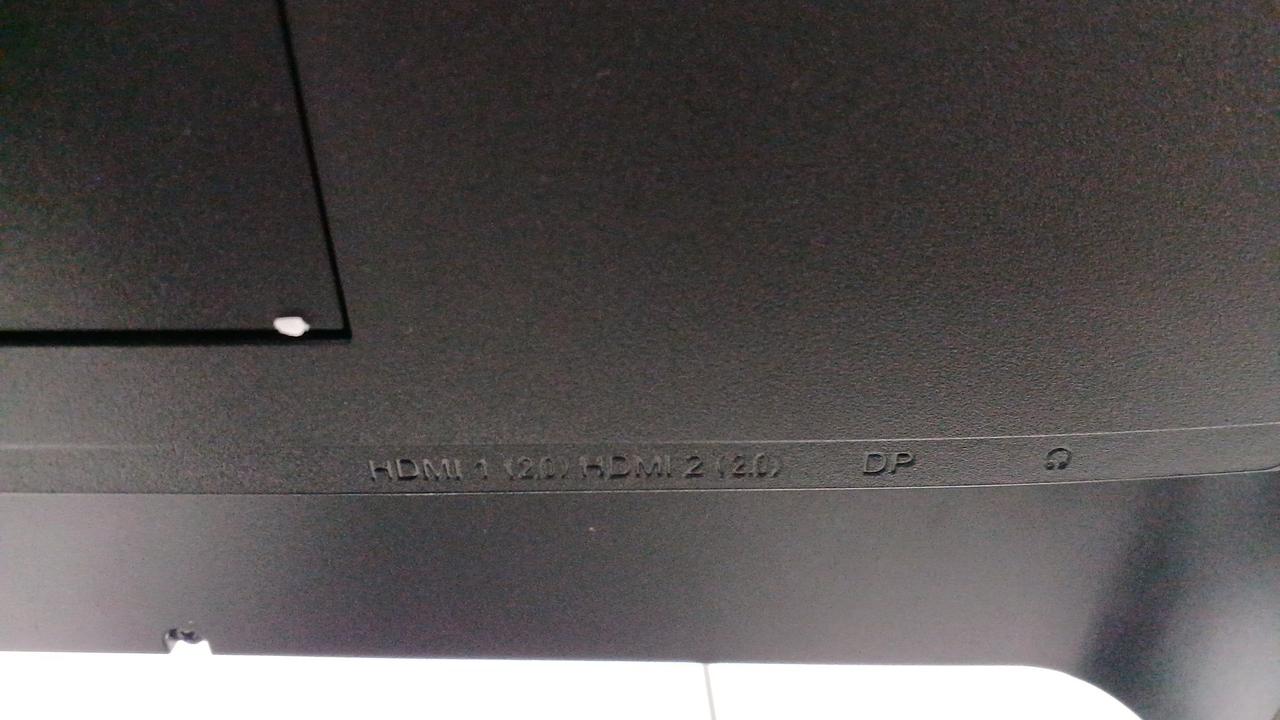 HDMI 1 (2.0) HDMI 2 (2.0) DP